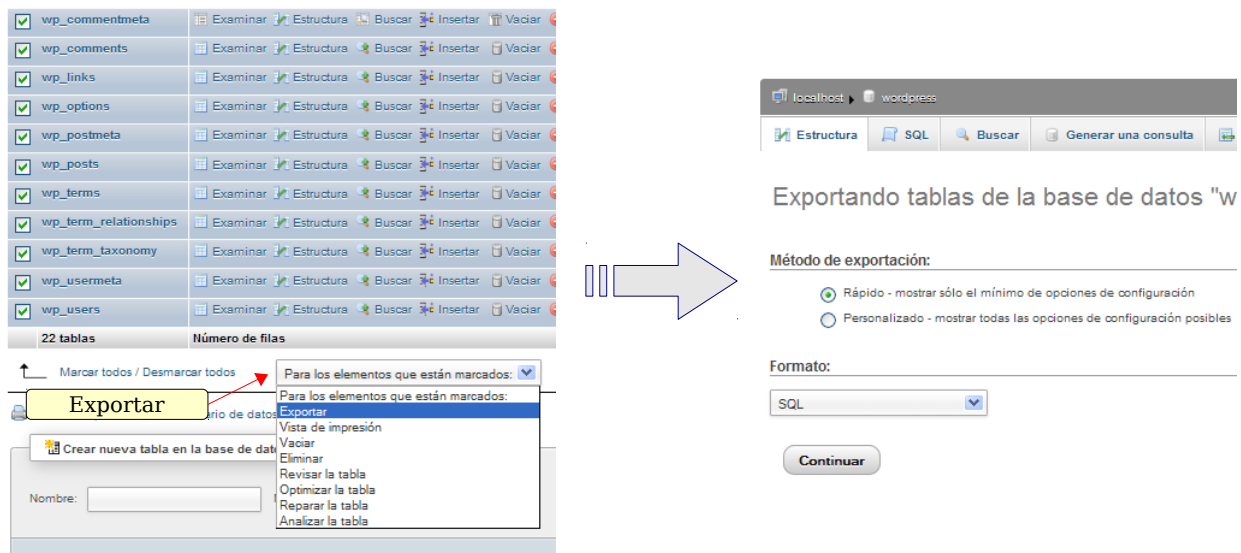 wp_commentmeta Examinar Estructura Buscar Insertar Vaciar
wp_comments Examinar Estructura Buscar Insertar Vaciar
wp_links Examinar Estructura Buscar Insertar Vaciar
wp_options Examinar Estructura Buscar Insertar Vaciar
wp_postmeta Examinar Estructura Buscar Insertar Vaciar
wp_posts Examinar Estructura Buscar Insertar Vaciar
wp_terms Examinar Estructura Buscar Insertar Vaciar
wp_term_relationships Examinar Estructura Buscar Insertar Vaciar
wp_term_taxonomy Examinar Estructura Buscar Insertar Vaciar
wp_usermeta Examinar Estructura Buscar Insertar Vaciar
wp_users Examinar Estructura Buscar Insertar Vaciar
22 tablas Número de filas
Marcar todos / Desmarcar todos Para los elementos que están marcados:
Exportar
ario de datos
Para los elementos que están marcados:
Exportar
Vista de impresión
Vaciar
Eliminar
Revisar la tabla
Optimizar la tabla
Reparar la tabla
Analizar la tabla
Crear nueva tabla en la base de dat
Nombre:
localhost wordpress
Estructura SQL Buscar Generar una consulta
Exportando tablas de la base de datos "w
Método de exportación:
Rápido - mostrar sólo el mínimo de opciones de configuración
Personalizado - mostrar todas las opciones de configuración posibles
Formato:
SQL
Continuar